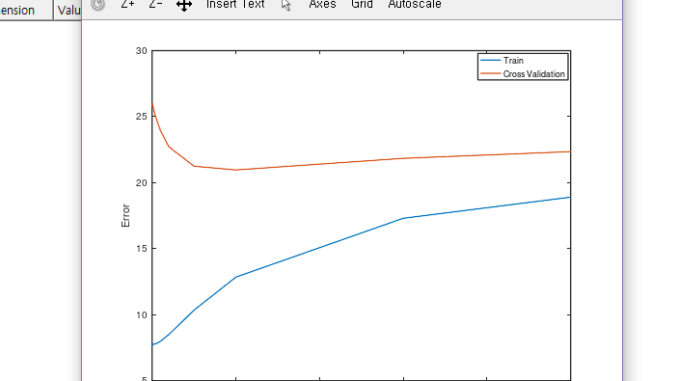 ension Valu
Z+ Z- Insert Text Axes Grid Autoscale
30
Train
Cross Validation
25
20
Error
15
10
5